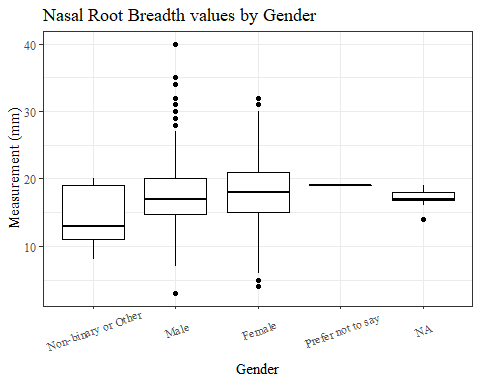 Nasal Root Breadth values by Gender
40
30
20
10
Measurement (mm)
Non-binary or Other
Male
Female
Prefer not to say
NA
Gender